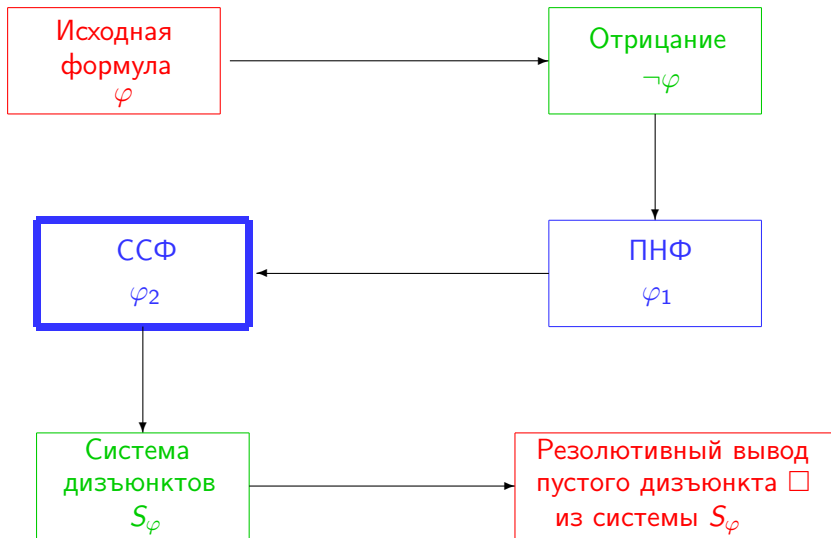 Исходная
формула
φ
Отрицание
¬φ
ССФ
φ₂
ПНФ
φ₁
Система
дизъюнктов
Sφ
Резолютивный вывод
пустого дизъюнкта □
из системы Sφ